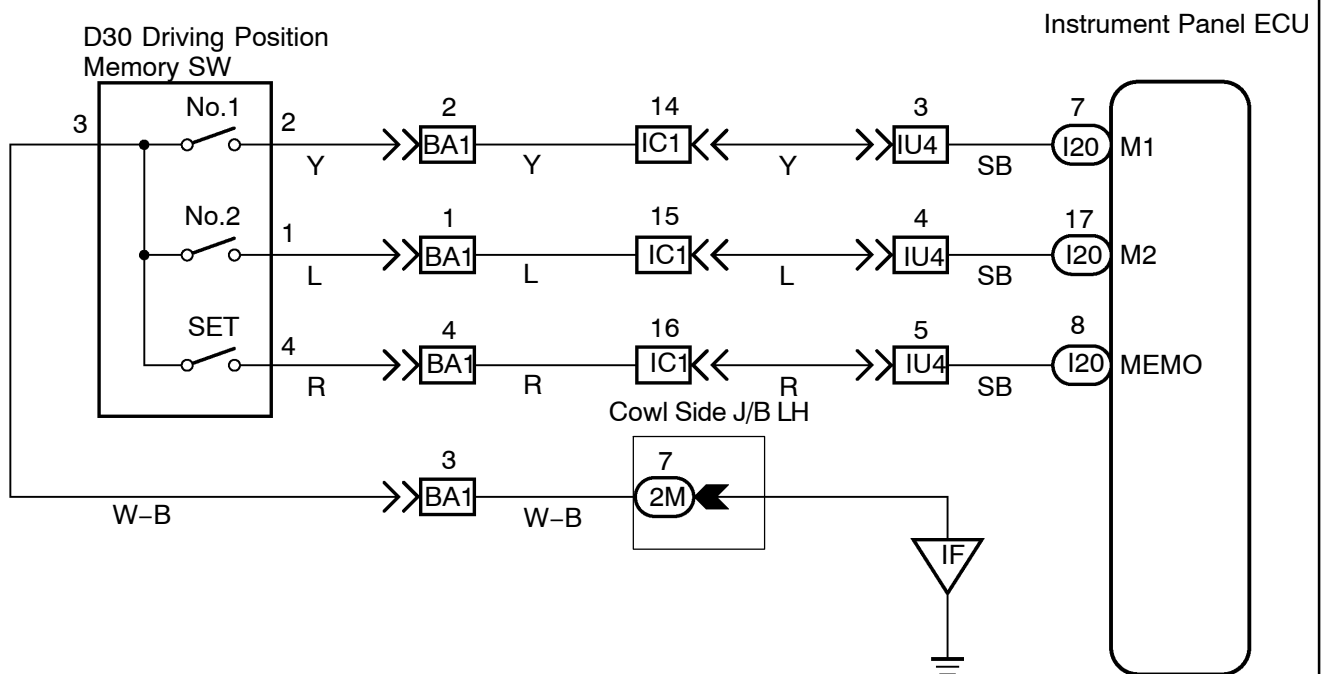 Instrument Panel ECU
D30 Driving Position
Memory SW
3 No.1 2 2 14 3 7
BA1 IC1 IU4 I20 M1
Y Y Y SB
No.2 1 1 15 4 17
BA1 IC1 IU4 I20 M2
L L L SB
SET 4 4 16 5 8
BA1 IC1 IU4 I20 MEMO
R R R SB
Cowl Side J/B LH
3 7
BA1 2M
W–B W–B
IF